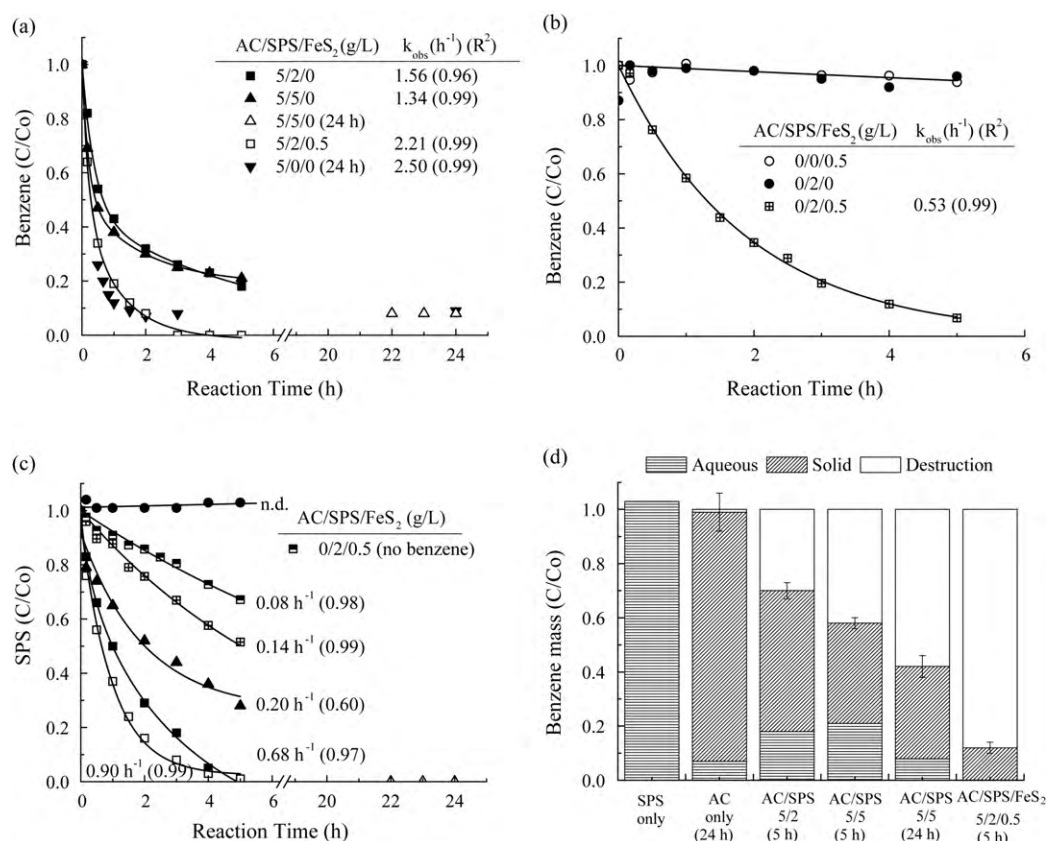 (a)
AC/SPS/FeS₂(g/L) k_obs(h⁻¹) (R²)
5/2/0 1.56 (0.96)
5/5/0 1.34 (0.99)
5/5/0 (24 h)
5/2/0.5 2.21 (0.99)
5/0/0 (24 h) 2.50 (0.99)
Benzene (C/Co)
1.0
0.8
0.6
0.4
0.2
0.0
0 2 4 6 20 22 24
Reaction Time (h)
(b)
AC/SPS/FeS₂(g/L) k_obs(h⁻¹) (R²)
0/0/0.5
0/2/0
0/2/0.5 0.53 (0.99)
Benzene (C/Co)
1.0
0.8
0.6
0.4
0.2
0.0
0 2 4 6
Reaction Time (h)
(c)
n.d.
AC/SPS/FeS₂ (g/L)
0/2/0.5 (no benzene)
0.08 h⁻¹ (0.98)
0.14 h⁻¹ (0.99)
0.20 h⁻¹ (0.60)
0.68 h⁻¹ (0.97)
0.90 h⁻¹ (0.99)
SPS (C/Co)
1.0
0.8
0.6
0.4
0.2
0.0
0 2 4 6 20 22 24
Reaction Time (h)
(d)
Aqueous Solid Destruction
Benzene mass (C/Co)
1.0
0.8
0.6
0.4
0.2
0.0
SPS
only
AC
only
(24 h)
AC/SPS
5/2
(5 h)
AC/SPS
5/5
(5 h)
AC/SPS
5/5
(24 h)
AC/SPS/FeS₂
5/2/0.5
(5 h)